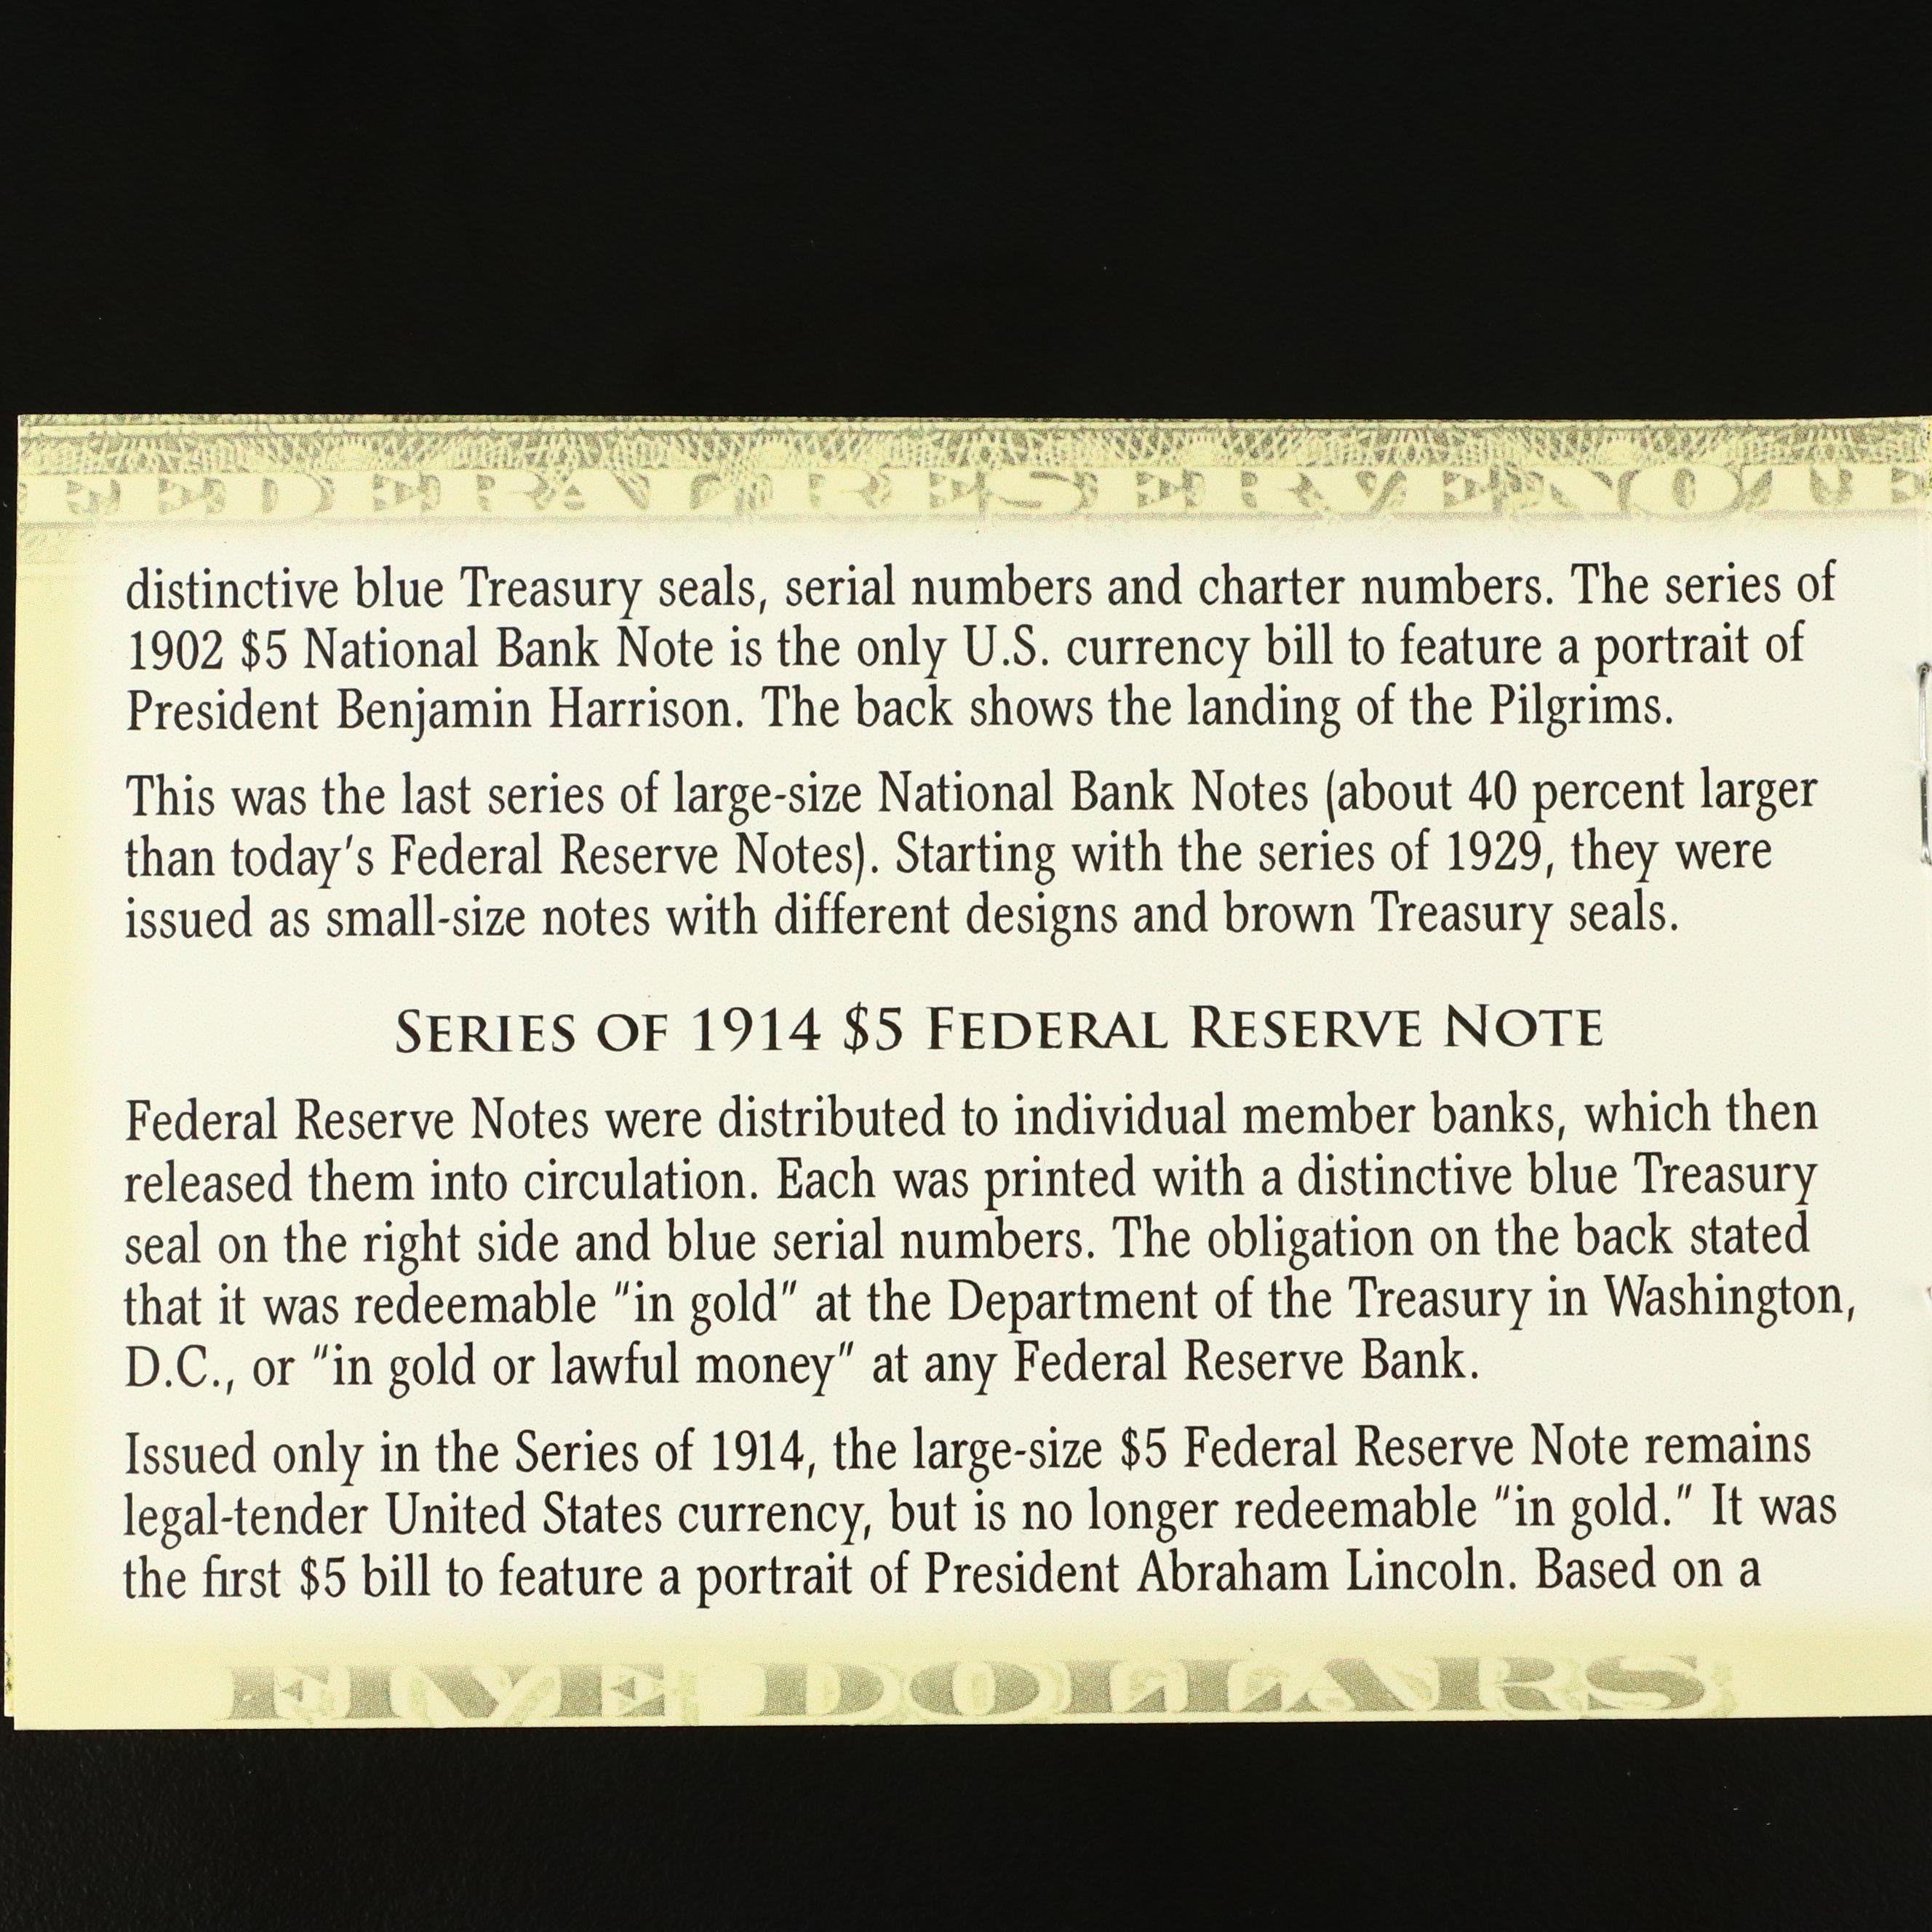 FEDERAL RESERVE NOTE
distinctive blue Treasury seals, serial numbers and charter numbers. The series of
1902 $5 National Bank Note is the only U.S. currency bill to feature a portrait of
President Benjamin Harrison. The back shows the landing of the Pilgrims.
This was the last series of large-size National Bank Notes (about 40 percent larger
than today's Federal Reserve Notes). Starting with the series of 1929, they were
issued as small-size notes with different designs and brown Treasury seals.
SERIES OF 1914 $5 FEDERAL RESERVE NOTE
Federal Reserve Notes were distributed to individual member banks, which then
released them into circulation. Each was printed with a distinctive blue Treasury
seal on the right side and blue serial numbers. The obligation on the back stated
that it was redeemable "in gold" at the Department of the Treasury in Washington,
D.C., or "in gold or lawful money" at any Federal Reserve Bank.
Issued only in the Series of 1914, the large-size $5 Federal Reserve Note remains
legal-tender United States currency, but is no longer redeemable "in gold." It was
the first $5 bill to feature a portrait of President Abraham Lincoln. Based on a
FIVE DOLLARS